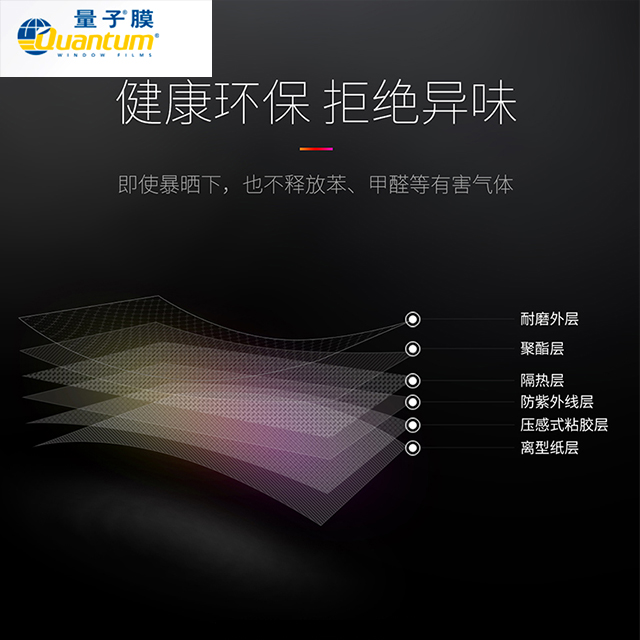 量子膜®
Quantum®
WINDOW FILMS
健康环保 拒绝异味
即使暴晒下，也不释放苯、甲醛等有害气体
耐磨外层
聚酯层
隔热层
防紫外线层
压感式粘胶层
离型纸层